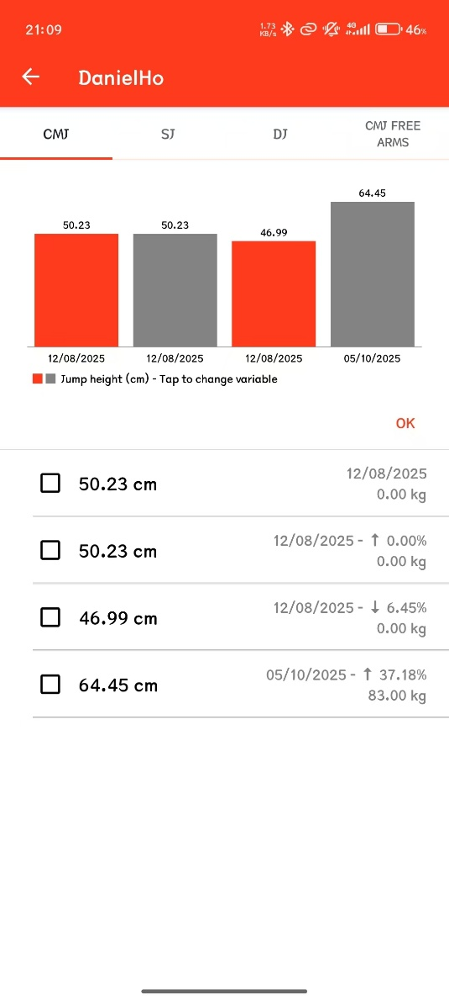 21:09
1.73
KB/s
4G
46%
DanielHo
CMJ
SJ
DJ
CMJ FREE
ARMS
50.23
50.23
46.99
64.45
12/08/2025
12/08/2025
12/08/2025
05/10/2025
Jump height (cm) - Tap to change variable
OK
50.23 cm
12/08/2025
0.00 kg
50.23 cm
12/08/2025 - ↑ 0.00%
0.00 kg
46.99 cm
12/08/2025 - ↓ 6.45%
0.00 kg
64.45 cm
05/10/2025 - ↑ 37.18%
83.00 kg